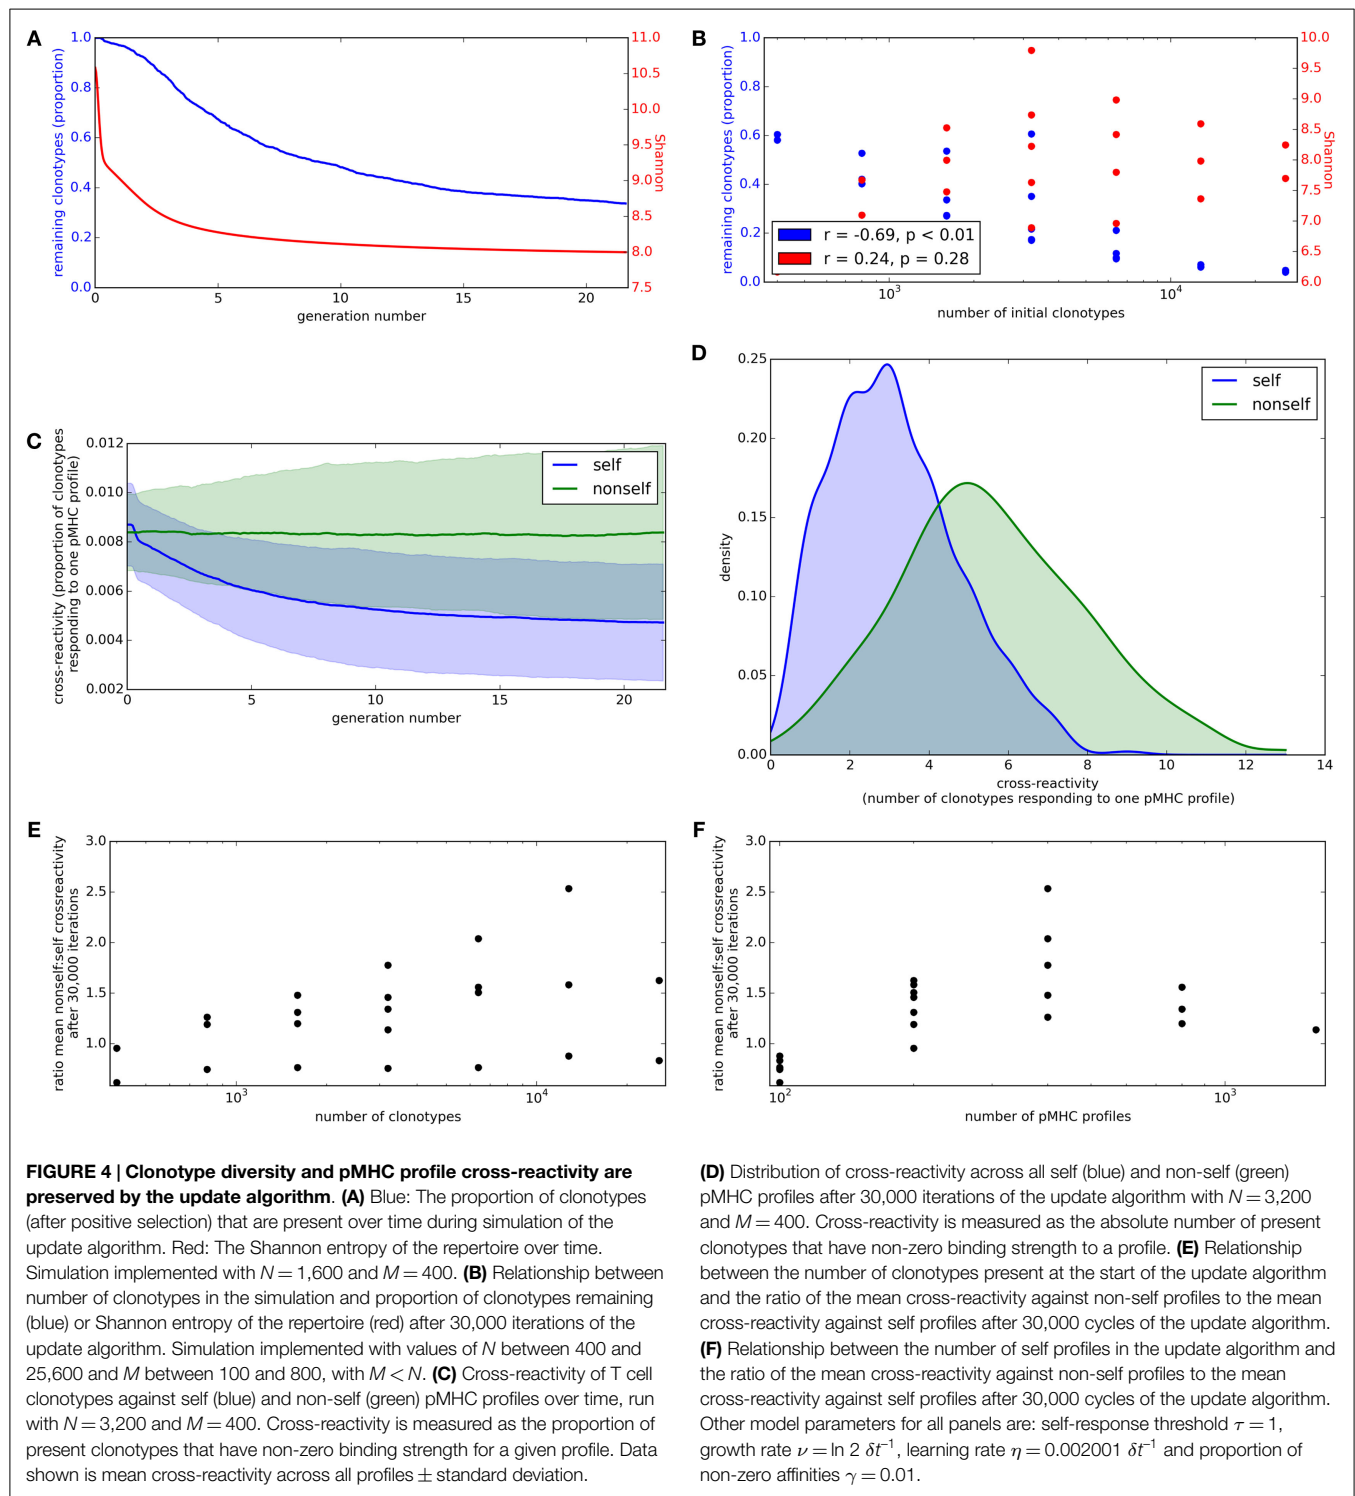 A
remaining clonotypes (proportion)
1.0
0.8
0.6
0.4
0.2
0.0
11.0
10.5
10.0
9.5
9.0
8.5
8.0
7.5
Shannon
0
5
10
15
20
generation number
B
remaining clonotypes (proportion)
1.0
0.8
0.6
0.4
0.2
0.0
10.0
9.5
9.0
8.5
8.0
7.5
7.0
6.5
6.0
Shannon
r = -0.69, p < 0.01
r = 0.24, p = 0.28
10³
10⁴
number of initial clonotypes
C
cross-reactivity (proportion of clonotypes
responding to one pMHC profile)
0.012
0.010
0.008
0.006
0.004
0.002
self
nonself
0
5
10
15
20
generation number
D
density
0.25
0.20
0.15
0.10
0.05
0.00
self
nonself
0
2
4
6
8
10
12
14
cross-reactivity
(number of clonotypes responding to one pMHC profile)
E
ratio mean nonself:self crossreactivity
after 30,000 iterations
3.0
2.5
2.0
1.5
1.0
10³
10⁴
number of clonotypes
F
ratio mean nonself:self crossreactivity
after 30,000 iterations
3.0
2.5
2.0
1.5
1.0
10²
10³
number of pMHC profiles
FIGURE 4 | Clonotype diversity and pMHC profile cross-reactivity are
preserved by the update algorithm. (A) Blue: The proportion of clonotypes
(after positive selection) that are present over time during simulation of the
update algorithm. Red: The Shannon entropy of the repertoire over time.
Simulation implemented with N = 1,600 and M = 400. (B) Relationship between
number of clonotypes in the simulation and proportion of clonotypes remaining
(blue) or Shannon entropy of the repertoire (red) after 30,000 iterations of the
update algorithm. Simulation implemented with values of N between 400 and
25,600 and M between 100 and 800, with M < N. (C) Cross-reactivity of T cell
clonotypes against self (blue) and non-self (green) pMHC profiles over time, run
with N = 3,200 and M = 400. Cross-reactivity is measured as the proportion of
present clonotypes that have non-zero binding strength for a given profile. Data
shown is mean cross-reactivity across all profiles ± standard deviation.
(D) Distribution of cross-reactivity across all self (blue) and non-self (green)
pMHC profiles after 30,000 iterations of the update algorithm with N = 3,200
and M = 400. Cross-reactivity is measured as the absolute number of present
clonotypes that have non-zero binding strength to a profile. (E) Relationship
between the number of clonotypes present at the start of the update algorithm
and the ratio of the mean cross-reactivity against non-self profiles to the mean
cross-reactivity against self profiles after 30,000 cycles of the update algorithm.
(F) Relationship between the number of self profiles in the update algorithm and
the ratio of the mean cross-reactivity against non-self profiles to the mean
cross-reactivity against self profiles after 30,000 cycles of the update algorithm.
Other model parameters for all panels are: self-response threshold τ = 1,
growth rate ν = ln 2 δt⁻¹, learning rate η = 0.002001 δt⁻¹ and proportion of
non-zero affinities γ = 0.01.